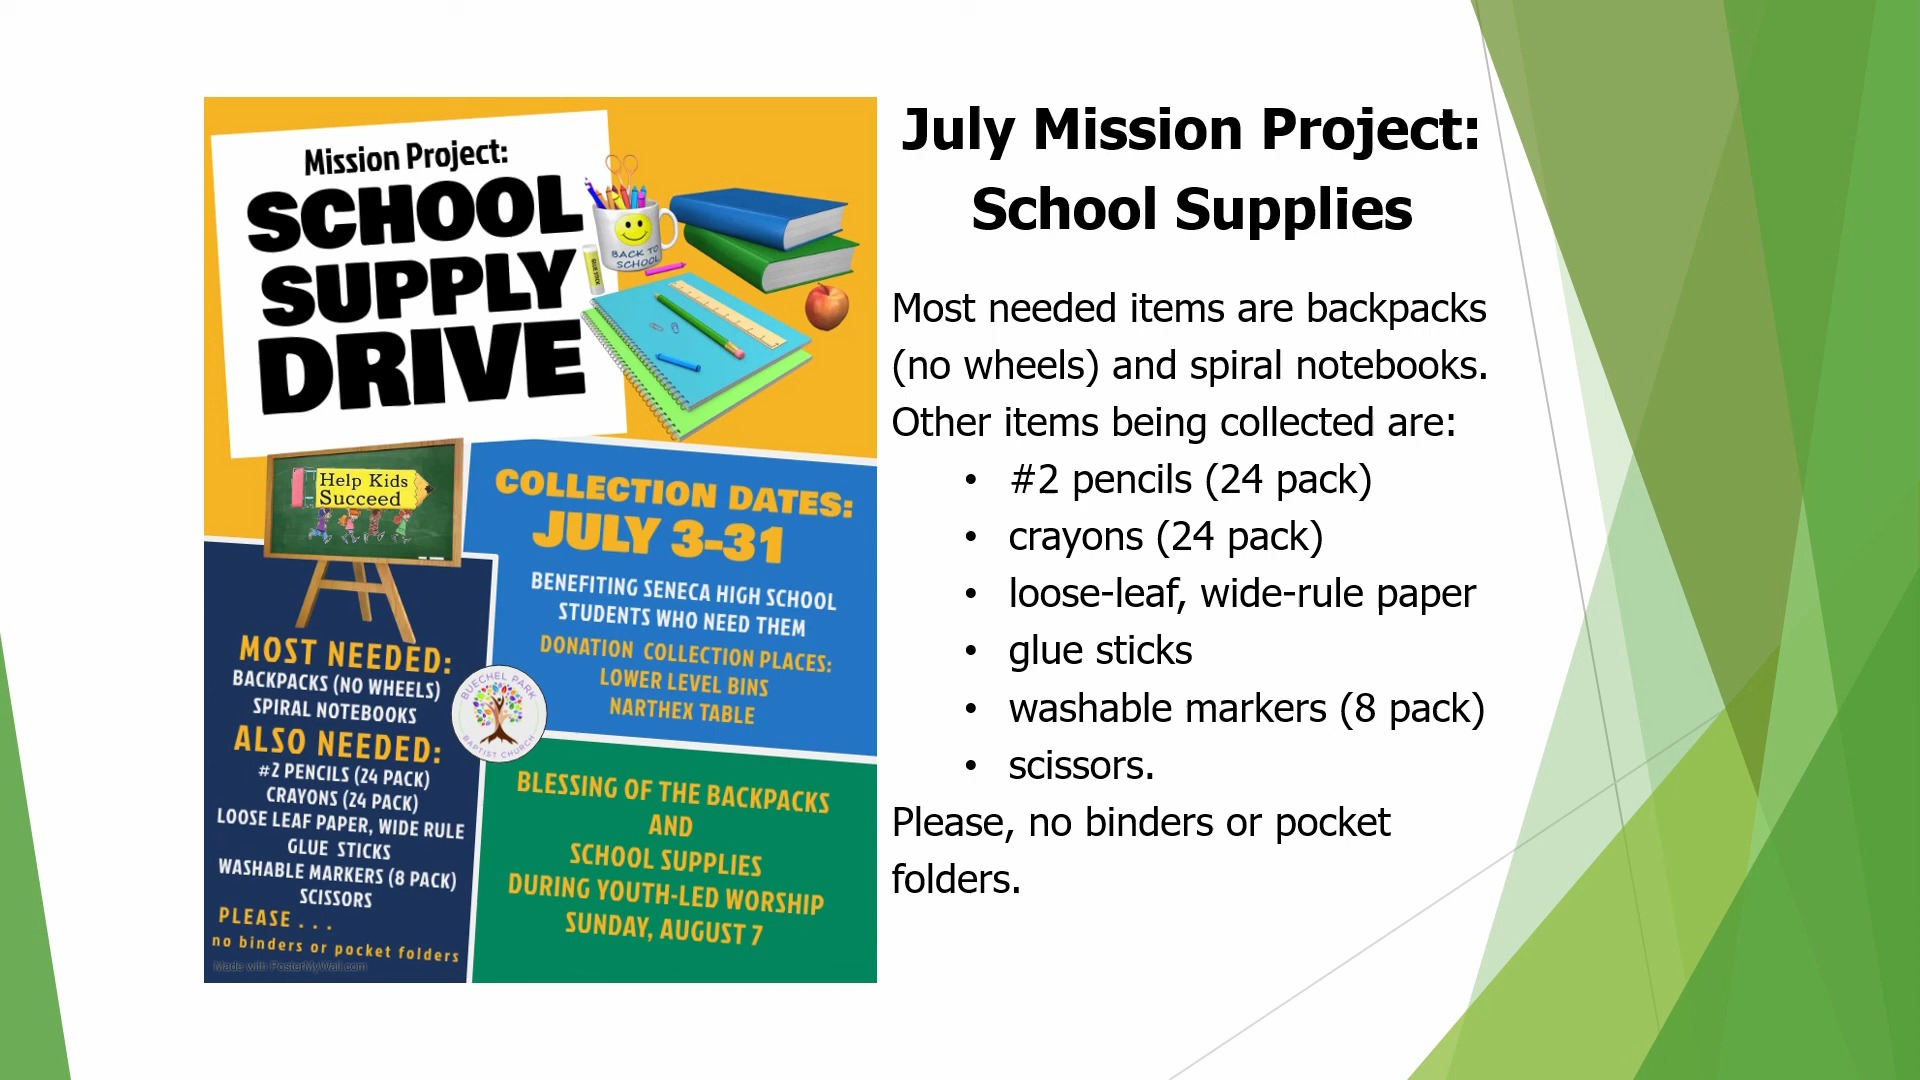 Mission Project:
SCHOOL
SUPPLY
DRIVE
BACK TO
SCHOOL
GLUE STICK
Help Kids
Succeed
COLLECTION DATES:
JULY 3-31
BENEFITING SENECA HIGH SCHOOL
STUDENTS WHO NEED THEM
DONATION COLLECTION PLACES:
LOWER LEVEL BINS
NARTHEX TABLE
MOST NEEDED:
BACKPACKS (NO WHEELS)
SPIRAL NOTEBOOKS
ALSO NEEDED:
#2 PENCILS (24 PACK)
CRAYONS (24 PACK)
LOOSE LEAF PAPER, WIDE RULE
GLUE STICKS
WASHABLE MARKERS (8 PACK)
SCISSORS
PLEASE . . .
no binders or pocket folders
Made with PosterMyWall.com
BUECHEL PARK
BAPTIST CHURCH
BLESSING OF THE BACKPACKS
AND
SCHOOL SUPPLIES
DURING YOUTH-LED WORSHIP
SUNDAY, AUGUST 7
July Mission Project:
School Supplies
Most needed items are backpacks
(no wheels) and spiral notebooks.
Other items being collected are:
• #2 pencils (24 pack)
• crayons (24 pack)
• loose-leaf, wide-rule paper
• glue sticks
• washable markers (8 pack)
• scissors.
Please, no binders or pocket
folders.